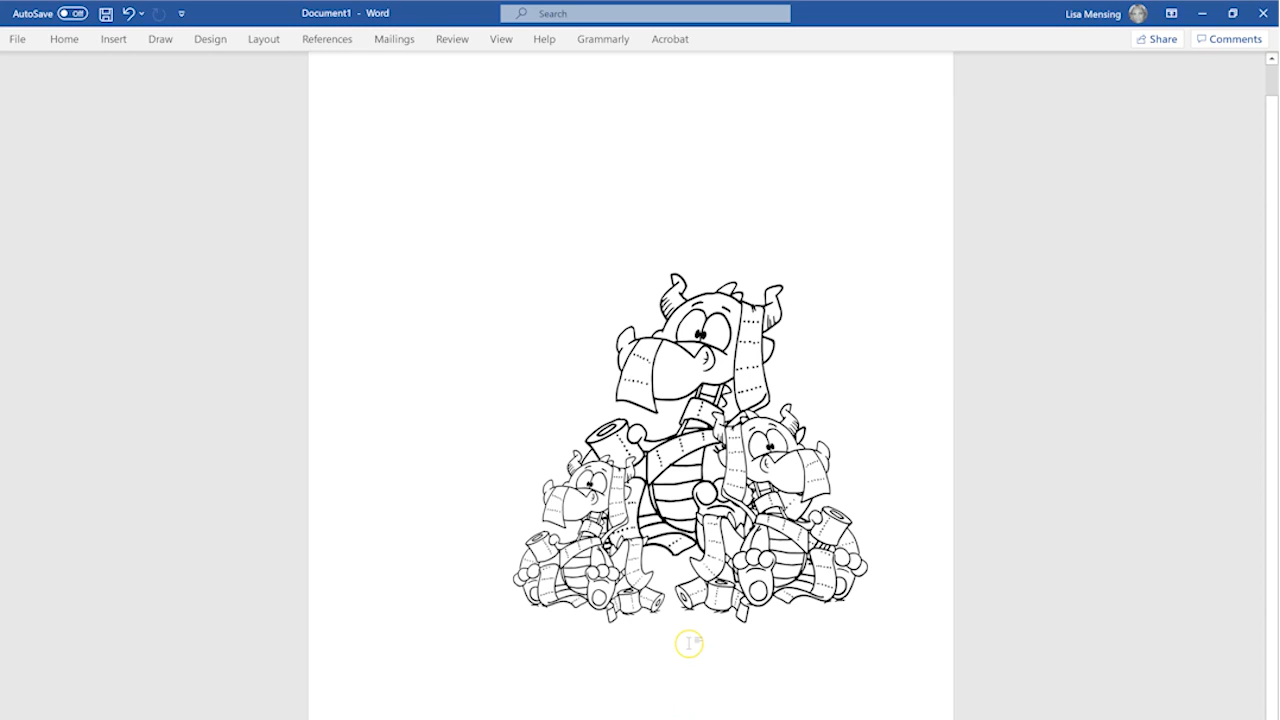 AutoSave Off Document1 - Word Search Lisa Mensing
File Home Insert Draw Design Layout References Mailings Review View Help Grammarly Acrobat Share Comments